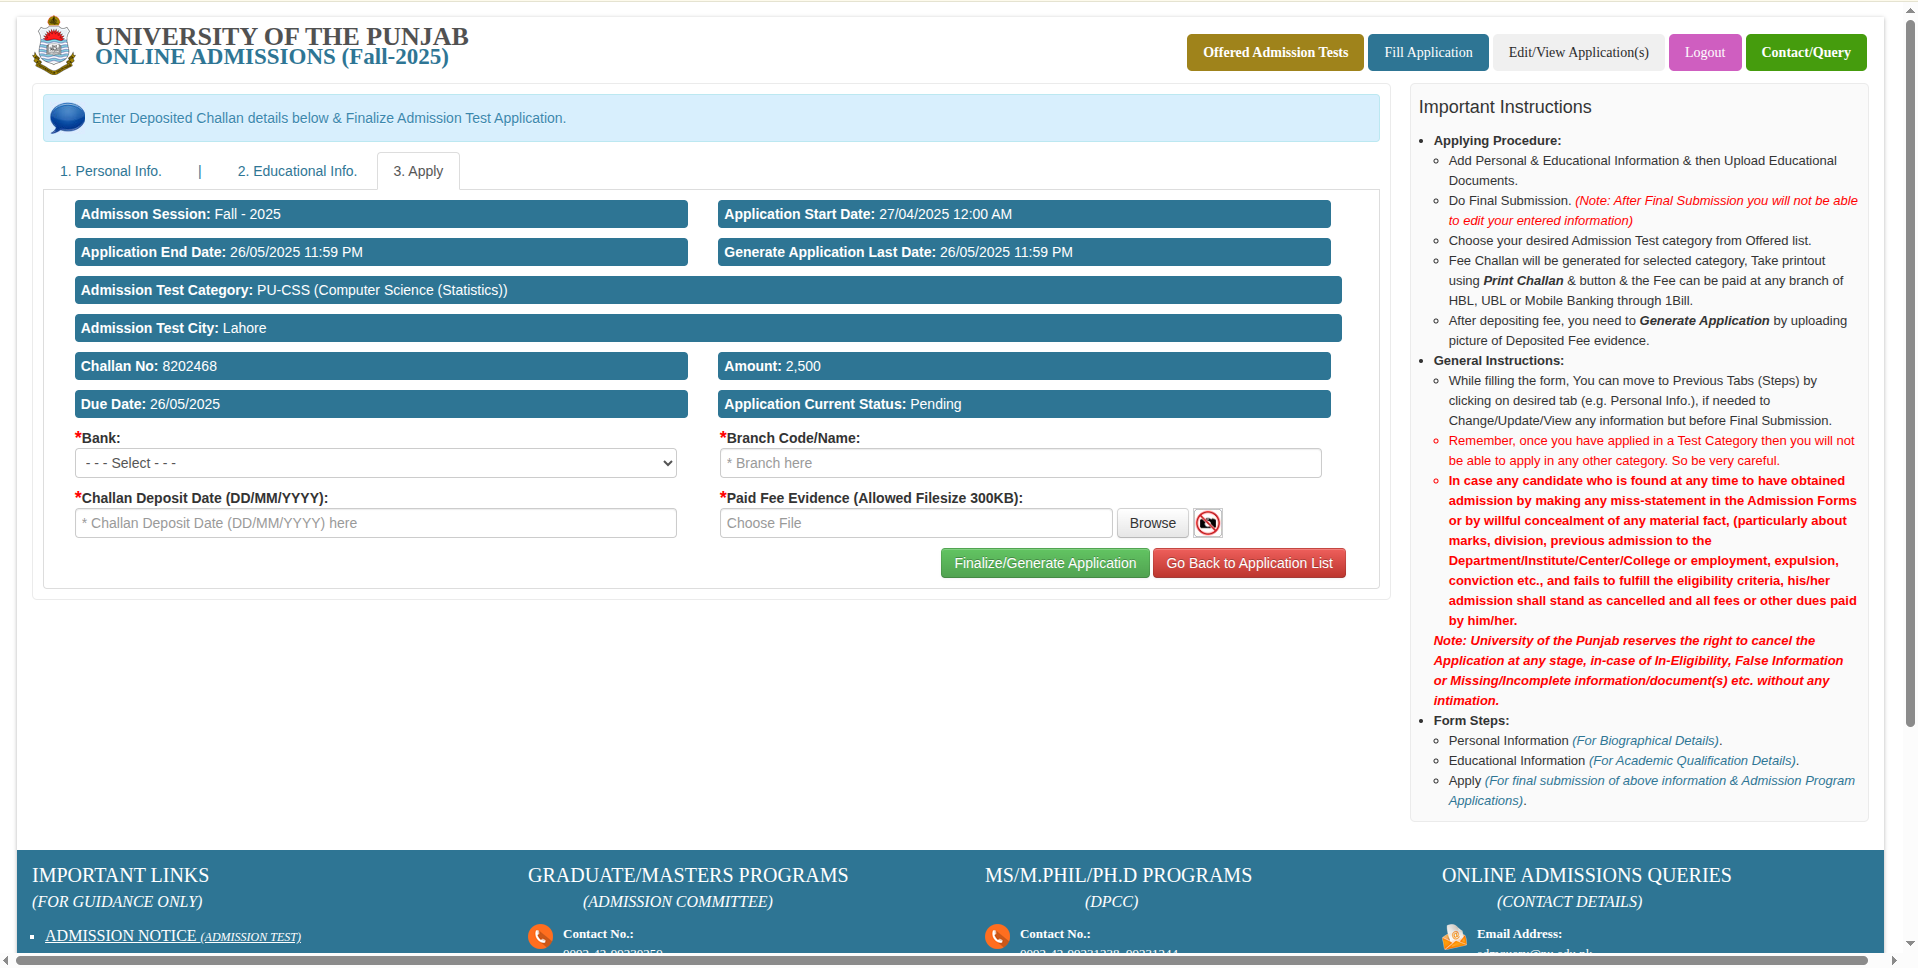 UNIVERSITY OF THE PUNJAB
ONLINE ADMISSIONS (Fall-2025)
Offered Admission Tests
Fill Application
Edit/View Application(s)
Logout
Contact/Query
Enter Deposited Challan details below & Finalize Admission Test Application.
1. Personal Info.
|
2. Educational Info.
3. Apply
Admisson Session: Fall - 2025
Application Start Date: 27/04/2025 12:00 AM
Application End Date: 26/05/2025 11:59 PM
Generate Application Last Date: 26/05/2025 11:59 PM
Admission Test Category: PU-CSS (Computer Science (Statistics))
Admission Test City: Lahore
Challan No: 8202468
Amount: 2,500
Due Date: 26/05/2025
Application Current Status: Pending
*Bank:
- - - Select - - -
*Branch Code/Name:
* Branch here
*Challan Deposit Date (DD/MM/YYYY):
* Challan Deposit Date (DD/MM/YYYY) here
*Paid Fee Evidence (Allowed Filesize 300KB):
Choose File
Browse
Finalize/Generate Application
Go Back to Application List
Important Instructions
• Applying Procedure:
◦ Add Personal & Educational Information & then Upload Educational
Documents.
◦ Do Final Submission. (Note: After Final Submission you will not be able
to edit your entered information)
◦ Choose your desired Admission Test category from Offered list.
◦ Fee Challan will be generated for selected category, Take printout
using Print Challan & button & the Fee can be paid at any branch of
HBL, UBL or Mobile Banking through 1Bill.
◦ After depositing fee, you need to Generate Application by uploading
picture of Deposited Fee evidence.
• General Instructions:
◦ While filling the form, You can move to Previous Tabs (Steps) by
clicking on desired tab (e.g. Personal Info.), if needed to
Change/Update/View any information but before Final Submission.
◦ Remember, once you have applied in a Test Category then you will not
be able to apply in any other category. So be very careful.
◦ In case any candidate who is found at any time to have obtained
admission by making any miss-statement in the Admission Forms
or by willful concealment of any material fact, (particularly about
marks, division, previous admission to the
Department/Institute/Center/College or employment, expulsion,
conviction etc., and fails to fulfill the eligibility criteria, his/her
admission shall stand as cancelled and all fees or other dues paid
by him/her.
Note: University of the Punjab reserves the right to cancel the
Application at any stage, in-case of In-Eligibility, False Information
or Missing/Incomplete information/document(s) etc. without any
intimation.
• Form Steps:
◦ Personal Information (For Biographical Details).
◦ Educational Information (For Academic Qualification Details).
◦ Apply (For final submission of above information & Admission Program
Applications).
IMPORTANT LINKS
(FOR GUIDANCE ONLY)
ADMISSION NOTICE (ADMISSION TEST)
GRADUATE/MASTERS PROGRAMS
(ADMISSION COMMITTEE)
Contact No.:
MS/M.PHIL/PH.D PROGRAMS
(DPCC)
Contact No.:
ONLINE ADMISSIONS QUERIES
(CONTACT DETAILS)
Email Address: